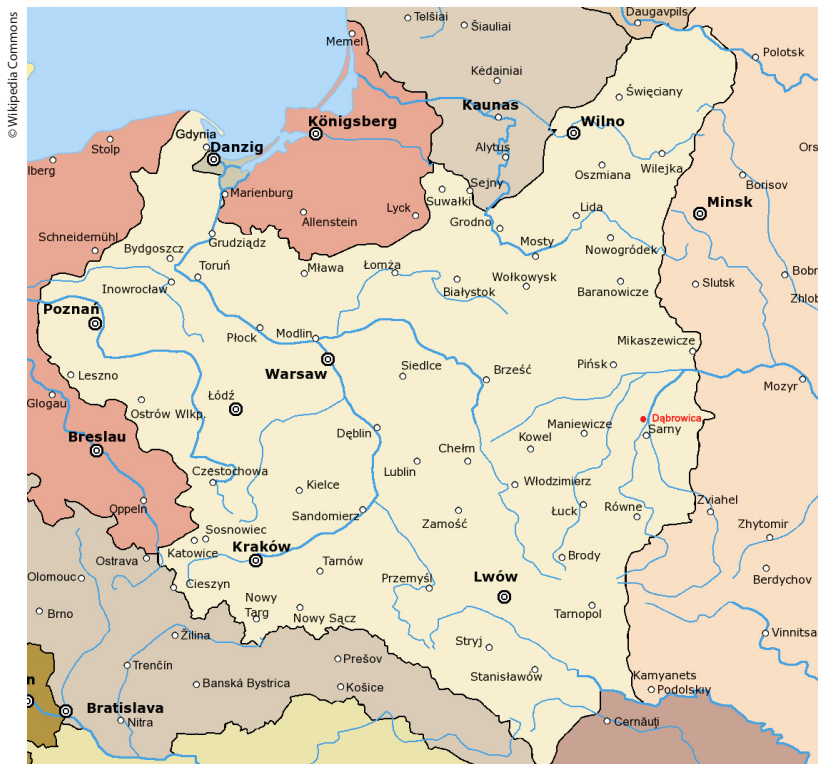 © Wikipedia Commons
Telšiai
Šiauliai
Daugavpils
Memel
Polotsk
Kėdainiai
Święciany
Kaunas
Königsberg
Wilno
Gdynia
Danzig
Stolp
Alytus
Ors
lberg
Oszmiana
Wilejka
Borisov
Sejny
Marienburg
Suwałki
Minsk
Allenstein
Lyck
Lida
Grodno
Schneidemühl
Grudziądz
Mosty
Nowogródek
Bydgoszcz
Toruń
Mława
Łomża
Wołkowysk
Bobr
Inowrocław
Białystok
Baranowicze
Slutsk
Zhlob
Poznań
Płock
Modlin
Mikaszewicze
Warsaw
Siedlce
Brześć
Pińsk
Leszno
Mozyr
Łódź
Glogau
Ostrów Wlkp.
Dąbrowica
Maniewicze
Sarny
Dęblin
Breslau
Kowel
Chełm
Lublin
Częstochowa
Włodzimierz
Kielce
Oppeln
Zviahel
Łuck
Równe
Sandomierz
Zamość
Zhytomir
Sosnowiec
Katowice
Kraków
Ostrava
Brody
Tarnów
Berdychov
Olomouc
Cieszyn
Przemyśl
Lwów
Nowy
Targ
Brno
Nowy Sącz
Tarnopol
Vinnitsa
Žilina
Stryj
Prešov
Trenčín
Stanisławów
Kamyanets
Podolskiy
n
Banská Bystrica
Košice
Bratislava
Nitra
Cernăuți